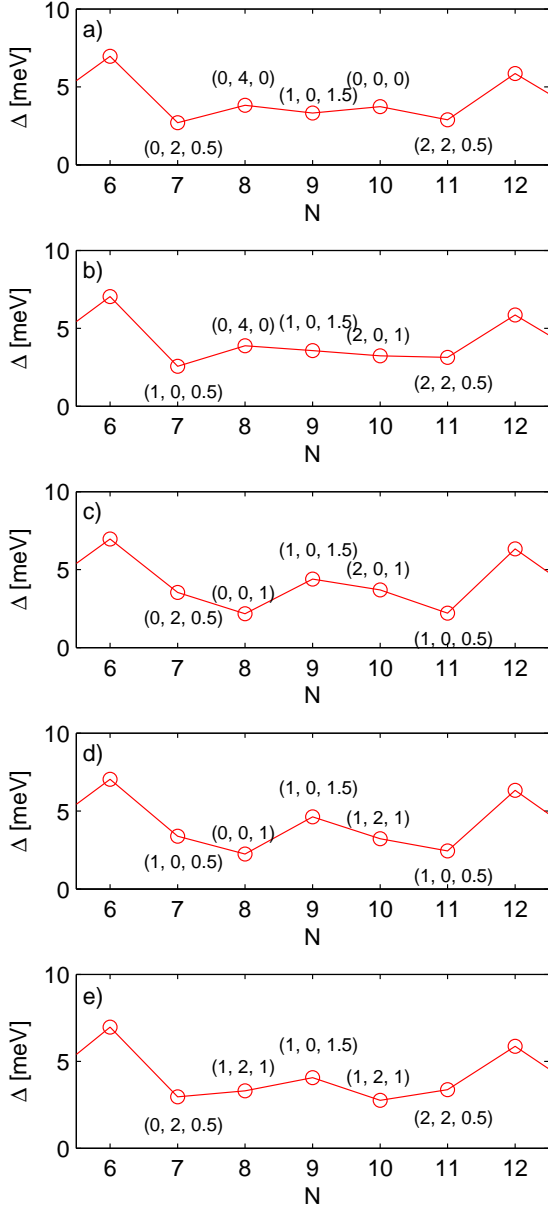 a)
10
5
0
Δ [meV]
(0, 2, 0.5)
(0, 4, 0)
(1, 0, 1.5)
(0, 0, 0)
(2, 2, 0.5)
6 7 8 9 10 11 12
N
b)
10
5
0
Δ [meV]
(1, 0, 0.5)
(0, 4, 0)
(1, 0, 1.5)
(2, 0, 1)
(2, 2, 0.5)
6 7 8 9 10 11 12
N
c)
10
5
0
Δ [meV]
(0, 2, 0.5)
(0, 0, 1)
(1, 0, 1.5)
(2, 0, 1)
(1, 0, 0.5)
6 7 8 9 10 11 12
N
d)
10
5
0
Δ [meV]
(1, 0, 0.5)
(0, 0, 1)
(1, 0, 1.5)
(1, 2, 1)
(1, 0, 0.5)
6 7 8 9 10 11 12
N
e)
10
5
0
Δ [meV]
(0, 2, 0.5)
(1, 2, 1)
(1, 0, 1.5)
(1, 2, 1)
(2, 2, 0.5)
6 7 8 9 10 11 12
N